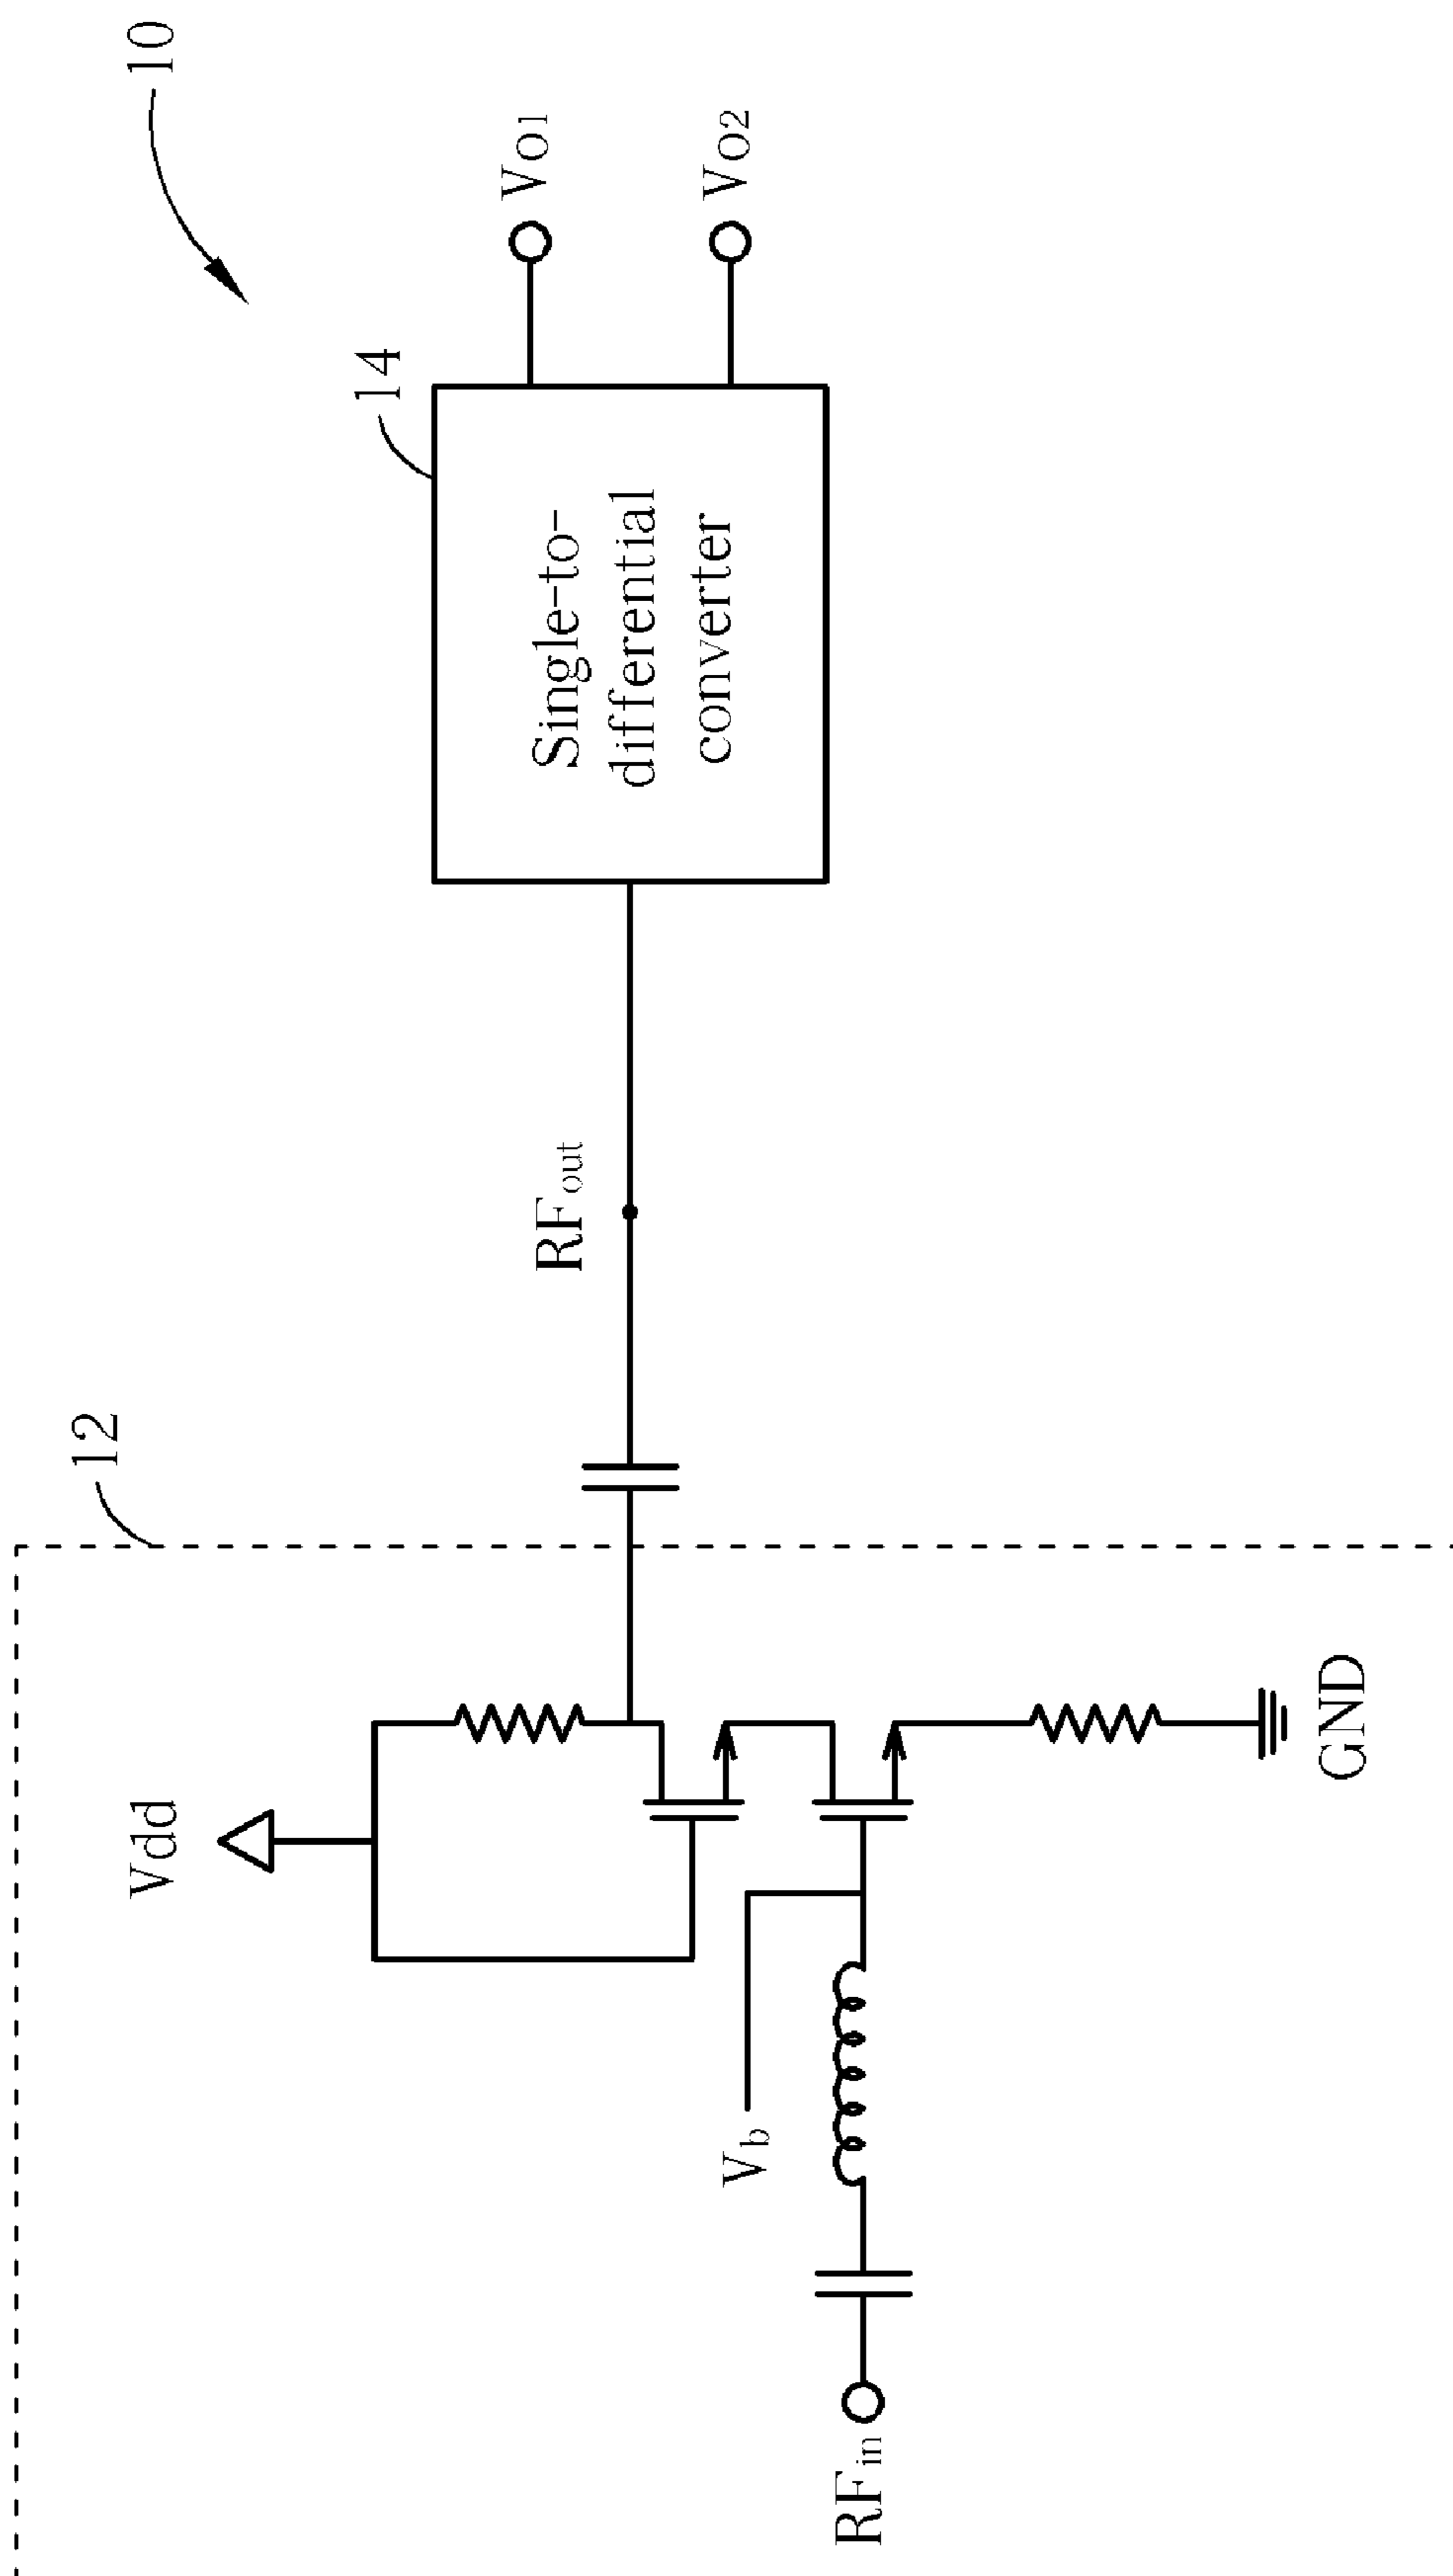 10
12
14
Vdd
RFout
Single-to-
differential
converter
VO1
VO2
Vb
RFin
GND